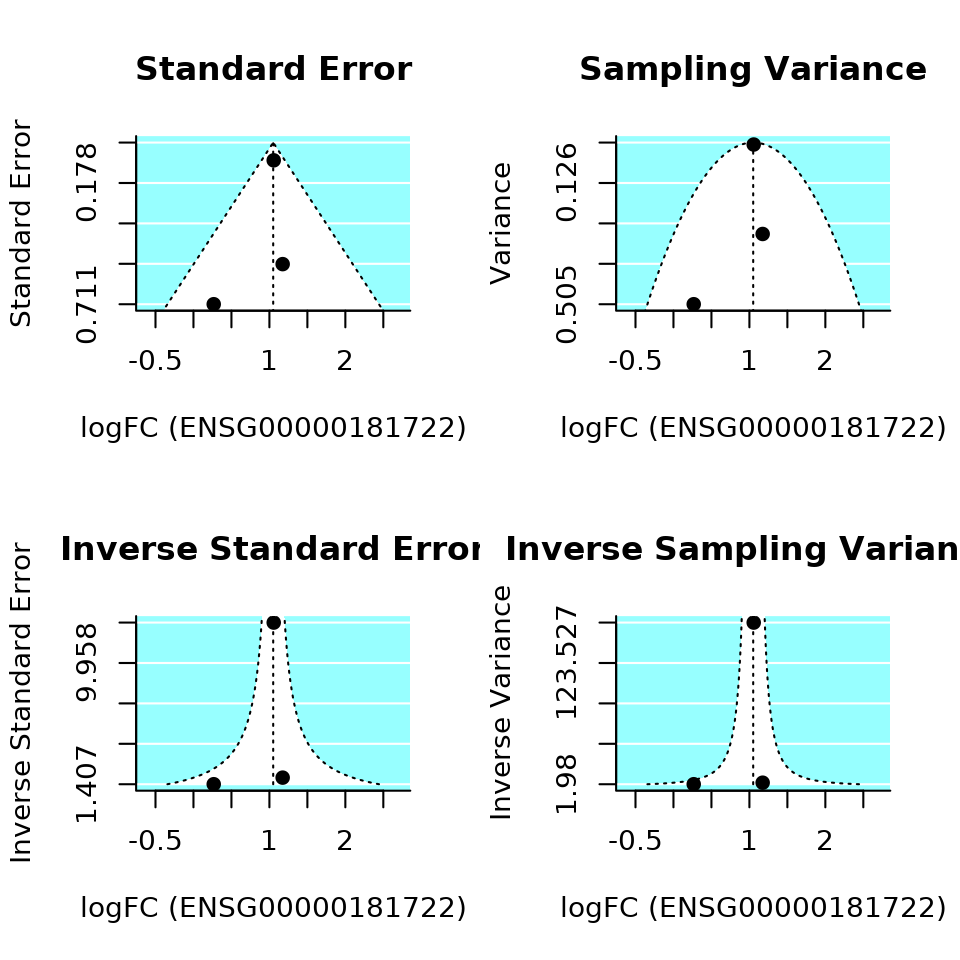 Standard Error
Standard Error
0.178
0.711
-0.5 1 2
logFC (ENSG00000181722)
Sampling Variance
Variance
0.126
0.505
-0.5 1 2
logFC (ENSG00000181722)
Inverse Standard Error
Inverse Standard Error
9.958
1.407
-0.5 1 2
logFC (ENSG00000181722)
Inverse Sampling Varian
Inverse Variance
123.527
1.98
-0.5 1 2
logFC (ENSG00000181722)